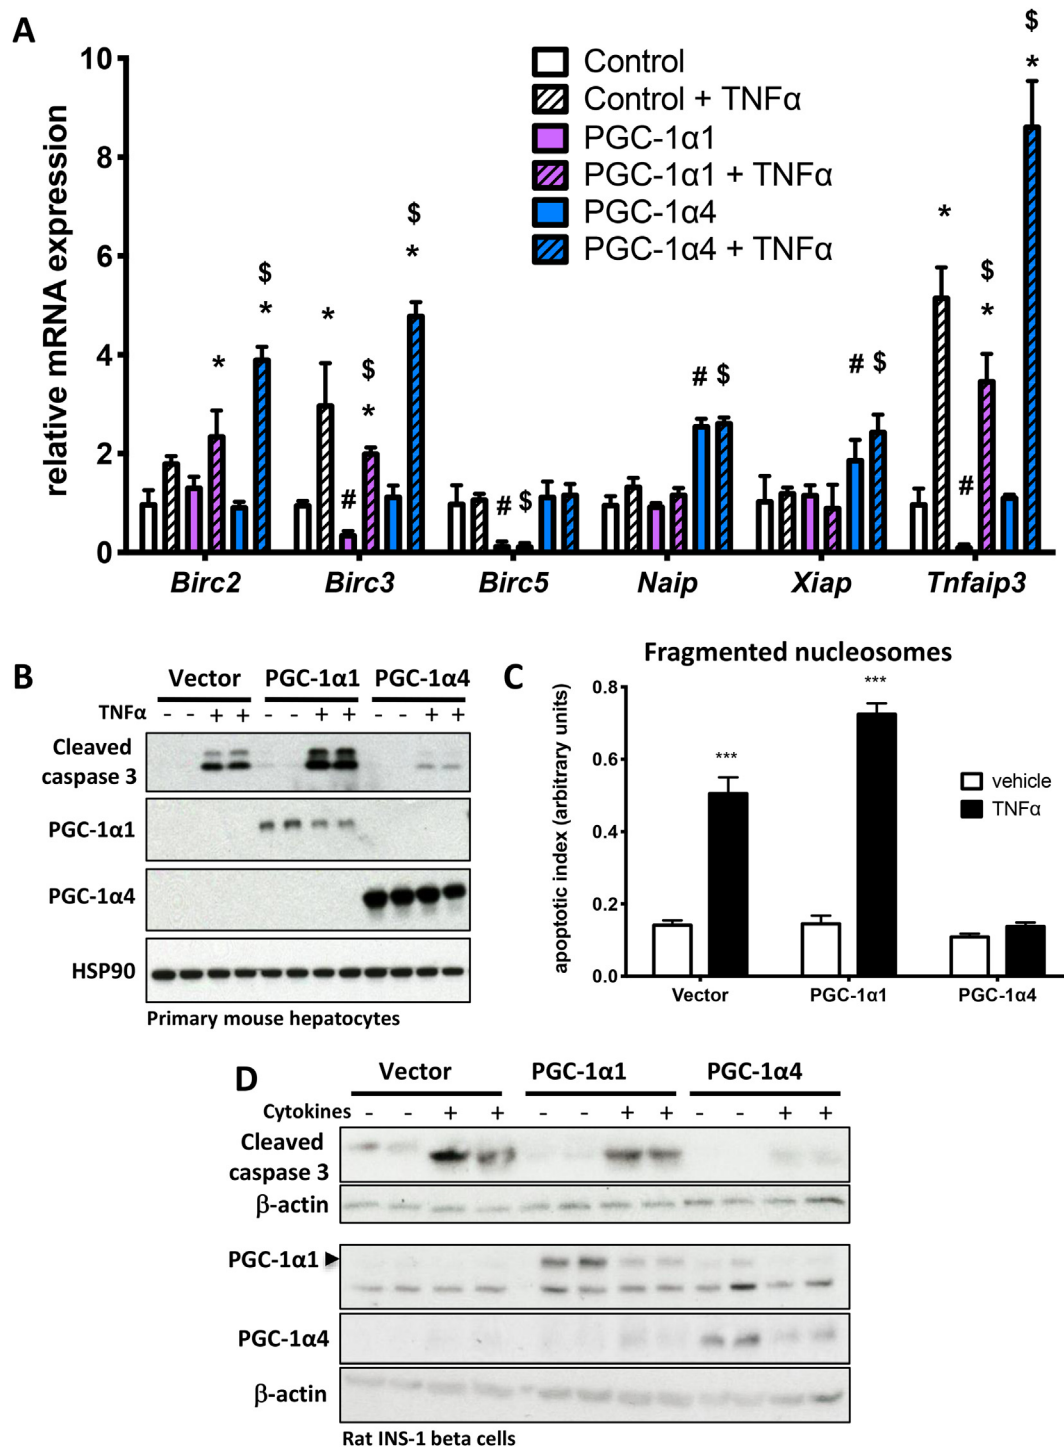 A
relative mRNA expression
10
8
6
4
2
0
Control
Control + TNFα
PGC-1α1
PGC-1α1 + TNFα
PGC-1α4
PGC-1α4 + TNFα
*
$
*
*
#
$
*
$
*
#
$
#
$
#
$
*
#
$
*
$
*
Birc2 Birc3 Birc5 Naip Xiap Tnfaip3
B
Vector PGC-1α1 PGC-1α4
TNFα - - + + - - + + - - + +
Cleaved
caspase 3
PGC-1α1
PGC-1α4
HSP90
Primary mouse hepatocytes
C
Fragmented nucleosomes
apoptotic index (arbitrary units)
0.8
0.6
0.4
0.2
0.0
***
***
vehicle
TNFα
Vector PGC-1α1 PGC-1α4
D
Vector PGC-1α1 PGC-1α4
Cytokines - - + + - - + + - - + +
Cleaved
caspase 3
β-actin
PGC-1α1
PGC-1α4
β-actin
Rat INS-1 beta cells